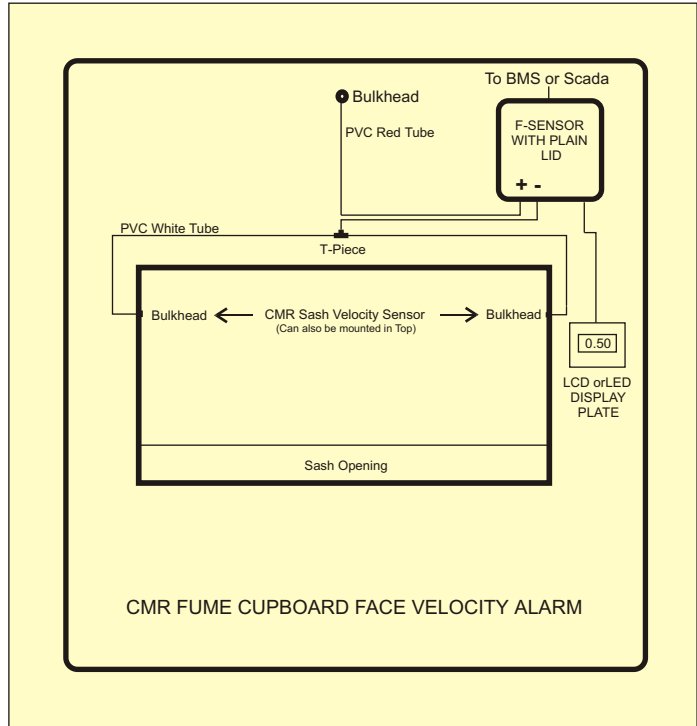 To BMS or Scada
Bulkhead
F-SENSOR
WITH PLAIN
LID
PVC Red Tube
+ -
PVC White Tube
T-Piece
Bulkhead
CMR Sash Velocity Sensor
(Can also be mounted in Top)
Bulkhead
0.50
LCD orLED
DISPLAY
PLATE
Sash Opening
CMR FUME CUPBOARD FACE VELOCITY ALARM